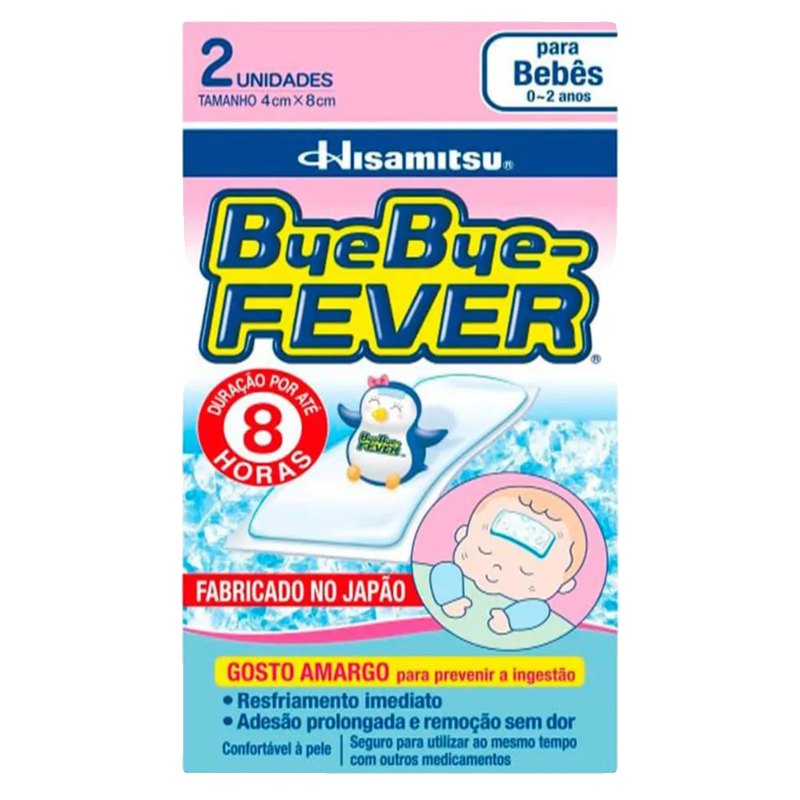 2 UNIDADES
TAMANHO 4cm×8cm
para
Bebês
0~2 anos
Hisamitsu®
ByeBye-
FEVER®
DURAÇÃO POR ATÉ
8
HORAS
ByeBye
FEVER
FABRICADO NO JAPÃO
GOSTO AMARGO para prevenir a ingestão
• Resfriamento imediato
• Adesão prolongada e remoção sem dor
Confortável à pele
Seguro para utilizar ao mesmo tempo
com outros medicamentos